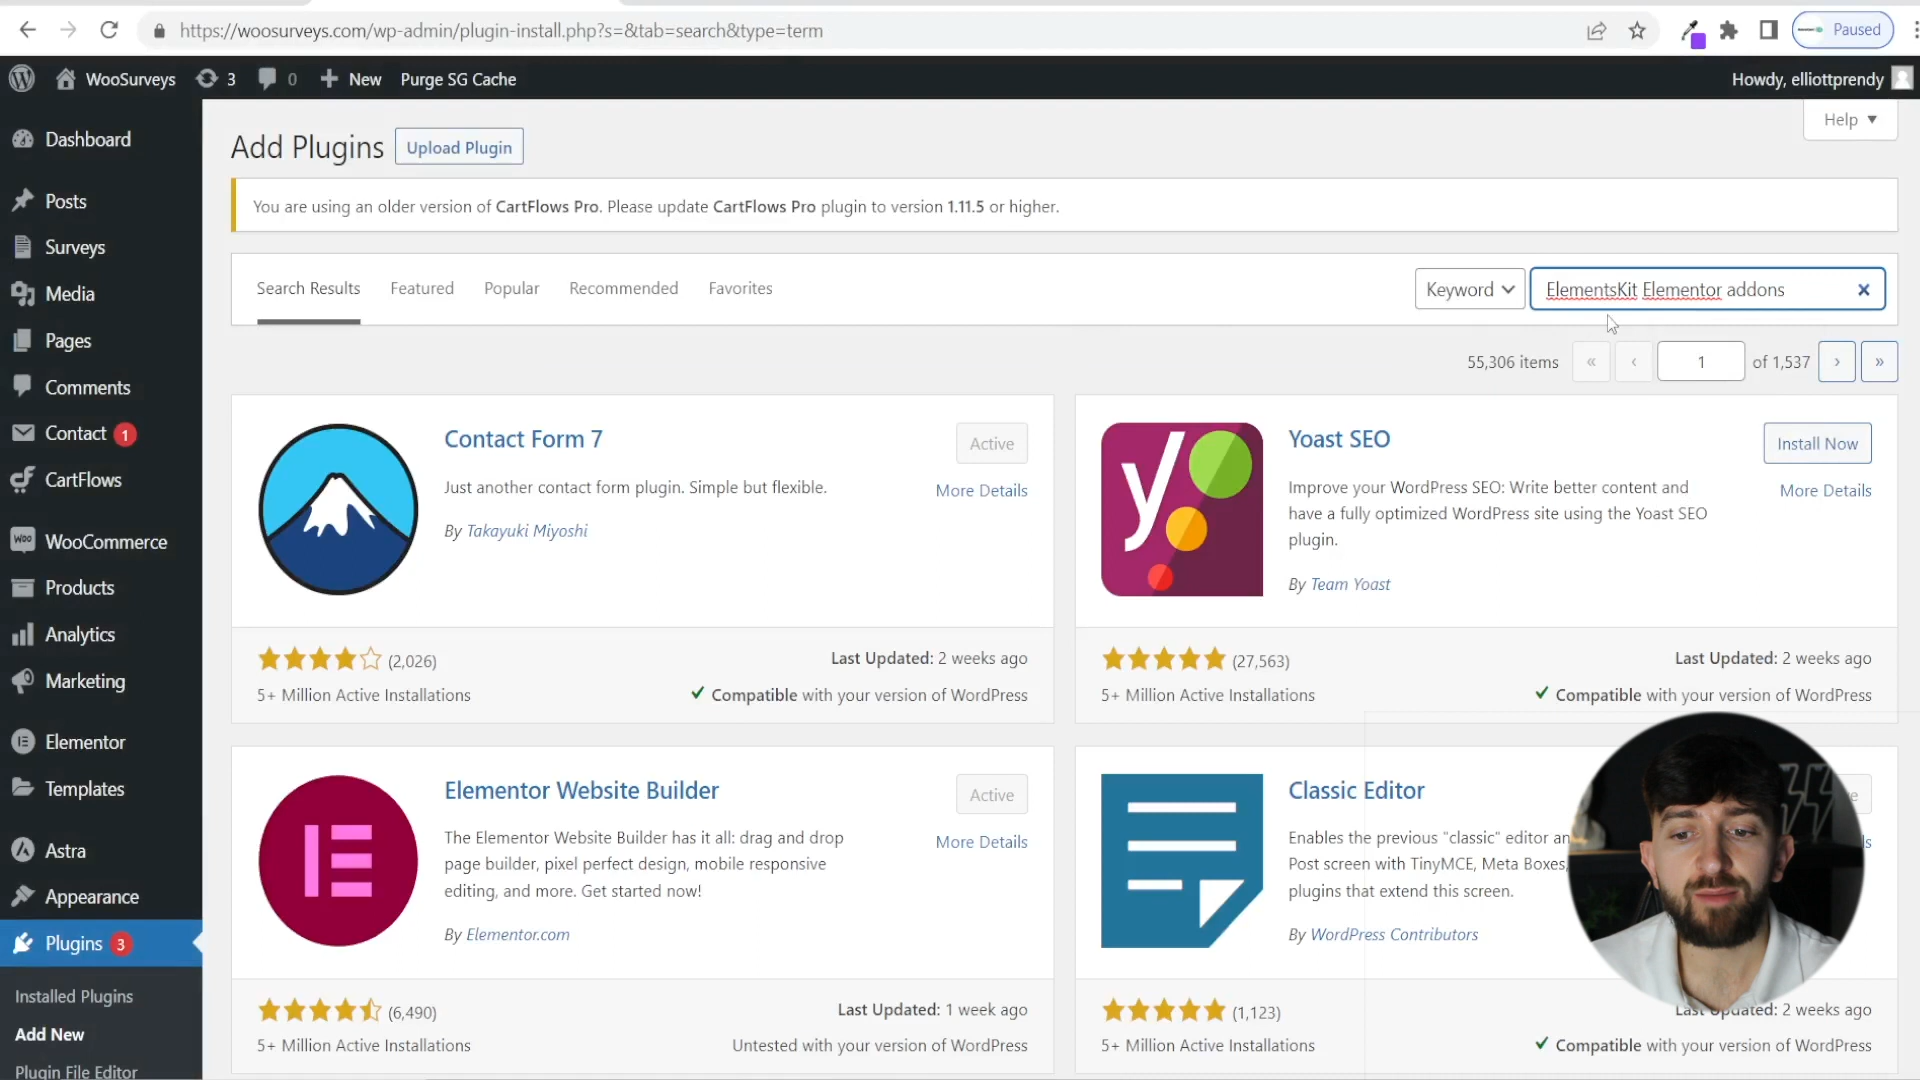 https://woosurveys.com/wp-admin/plugin-install.php?s=&tab=search&type=term
Paused
WooSurveys
3
0
New
Purge SG Cache
Howdy, elliottprendy
Dashboard
Posts
Surveys
Media
Pages
Comments
Contact 1
CartFlows
WooCommerce
Products
Analytics
Marketing
Elementor
Templates
Astra
Appearance
Plugins 3
Installed Plugins
Add New
Plugin File Editor
Help
Add Plugins
Upload Plugin
You are using an older version of CartFlows Pro. Please update CartFlows Pro plugin to version 1.11.5 or higher.
Search Results Featured Popular Recommended Favorites
Keyword
ElementsKit Elementor addons
55,306 items « ‹ 1 of 1,537 › »
Contact Form 7
Active
More Details
Just another contact form plugin. Simple but flexible.
By Takayuki Miyoshi
(2,026)
Last Updated: 2 weeks ago
5+ Million Active Installations
Compatible with your version of WordPress
Yoast SEO
Install Now
More Details
Improve your WordPress SEO: Write better content and
have a fully optimized WordPress site using the Yoast SEO
plugin.
By Team Yoast
(27,563)
Last Updated: 2 weeks ago
5+ Million Active Installations
Compatible with your version of WordPress
Elementor Website Builder
Active
More Details
The Elementor Website Builder has it all: drag and drop
page builder, pixel perfect design, mobile responsive
editing, and more. Get started now!
By Elementor.com
(6,490)
Last Updated: 1 week ago
5+ Million Active Installations
Untested with your version of WordPress
Classic Editor
Enables the previous "classic" editor an
Post screen with TinyMCE, Meta Boxes,
plugins that extend this screen.
By WordPress Contributors
(1,123)
Last Updated: 2 weeks ago
5+ Million Active Installations
Compatible with your version of WordPress